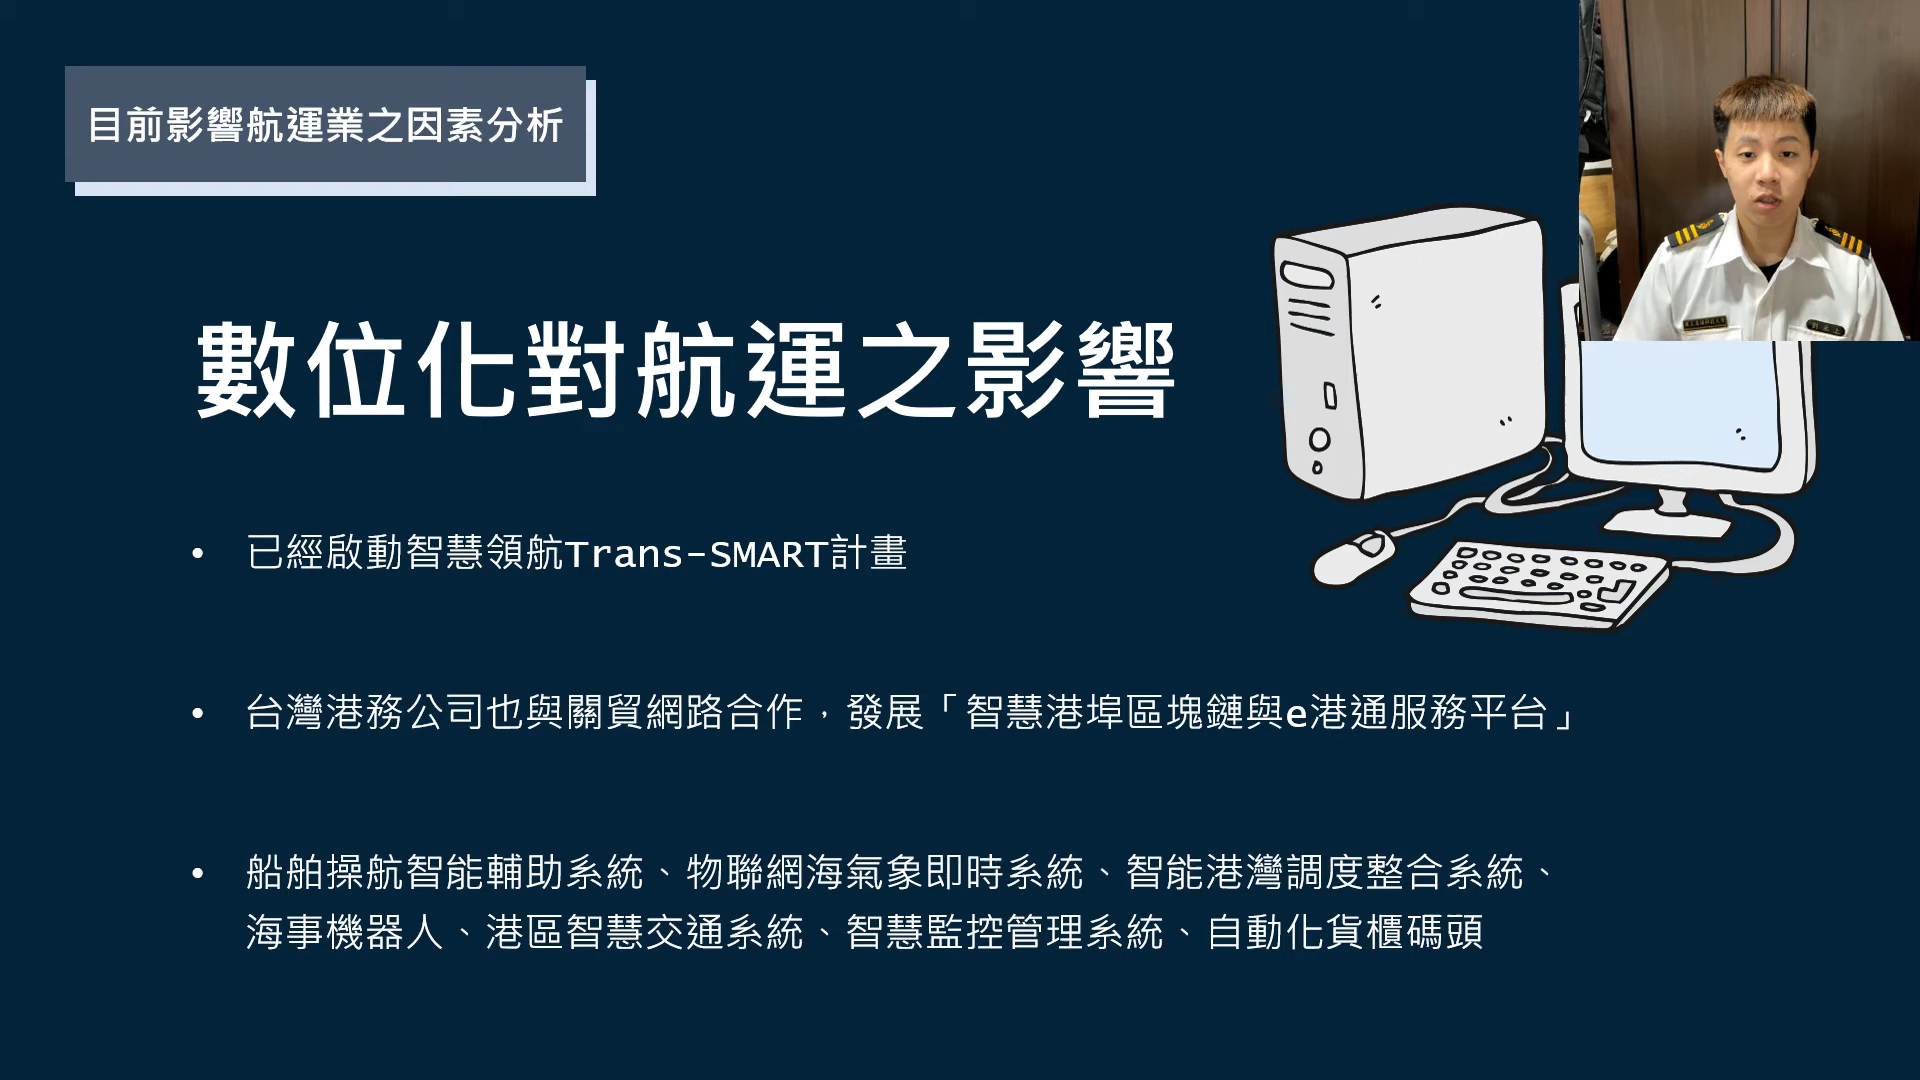 目前影響航運業之因素分析
數位化對航運之影響
• 已經啟動智慧領航Trans-SMART計畫
• 台灣港務公司也與關貿網路合作，發展「智慧港埠區塊鏈與e港通服務平台」
• 船舶操航智能輔助系統、物聯網海氣象即時系統、智能港灣調度整合系統、
海事機器人、港區智慧交通系統、智慧監控管理系統、自動化貨櫃碼頭